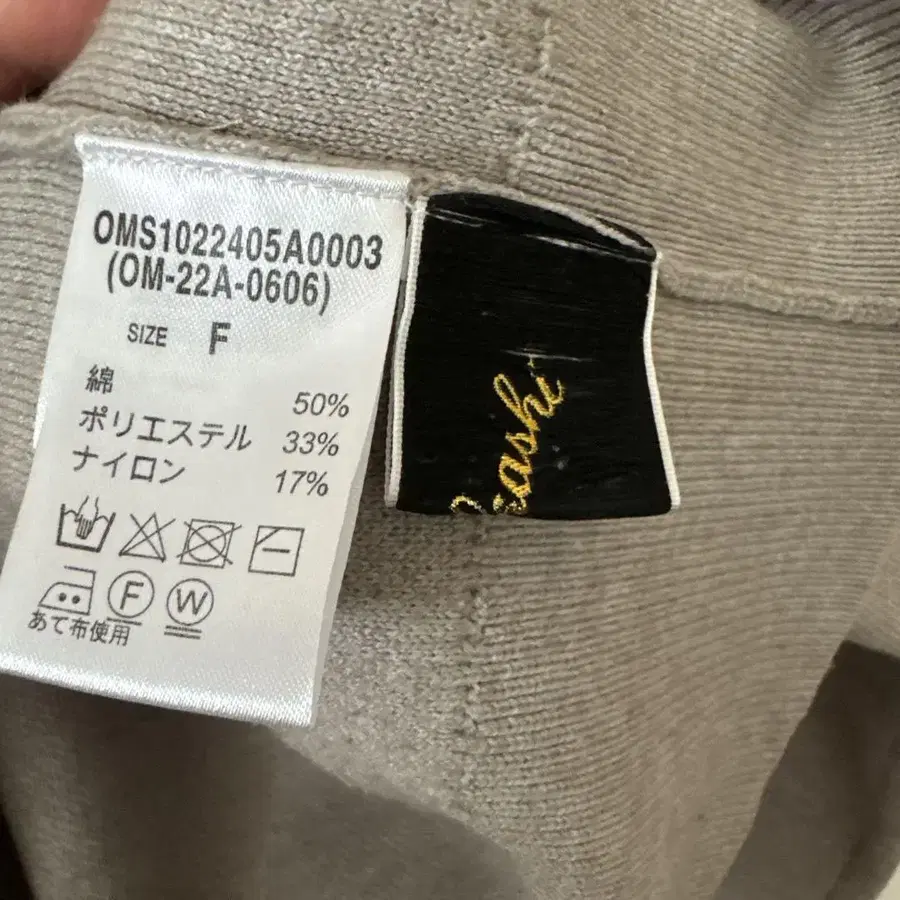 OMS1022405A0003
(OM-22A-0606)
SIZE F
綿 50%
ポリエステル 33%
ナイロン 17%
F W
あて布使用